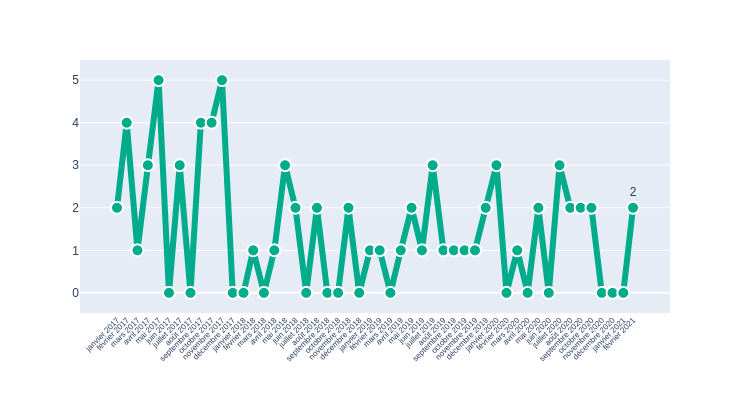 5
4
3
2
2
1
0
janvier 2017
février 2017
mars 2017
avril 2017
mai 2017
juin 2017
juillet 2017
août 2017
septembre 2017
octobre 2017
novembre 2017
décembre 2017
janvier 2018
février 2018
mars 2018
avril 2018
mai 2018
juin 2018
juillet 2018
août 2018
septembre 2018
octobre 2018
novembre 2018
décembre 2018
janvier 2019
février 2019
mars 2019
avril 2019
mai 2019
juin 2019
juillet 2019
août 2019
septembre 2019
octobre 2019
novembre 2019
décembre 2019
janvier 2020
février 2020
mars 2020
avril 2020
mai 2020
juin 2020
juillet 2020
août 2020
septembre 2020
octobre 2020
novembre 2020
décembre 2020
janvier 2021
février 2021